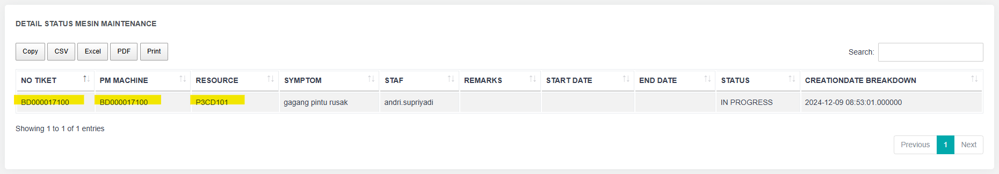 DETAIL STATUS MESIN MAINTENANCE
Copy CSV Excel PDF Print Search:
NO TIKET PM MACHINE RESOURCE SYMPTOM STAF REMARKS START DATE END DATE STATUS CREATIONDATE BREAKDOWN
BD000017100 BD000017100 P3CD101 gagang pintu rusak andri.supriyadi IN PROGRESS 2024-12-09 08:53:01.000000
Showing 1 to 1 of 1 entries
Previous 1 Next